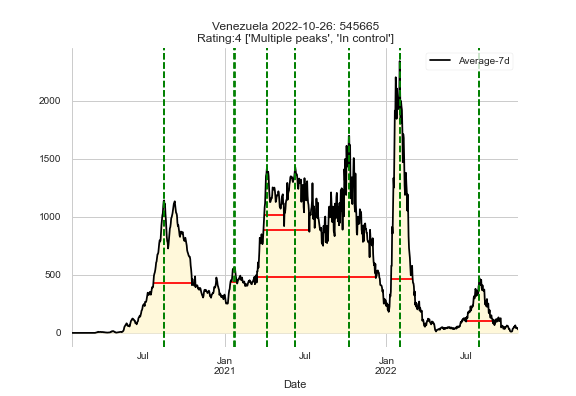 Venezuela 2022-10-26: 545665
Rating:4 ['Multiple peaks', 'In control']
Average-7d
2000
1500
1000
500
0
Jul
Jan
2021
Jul
Jan
2022
Jul
Date